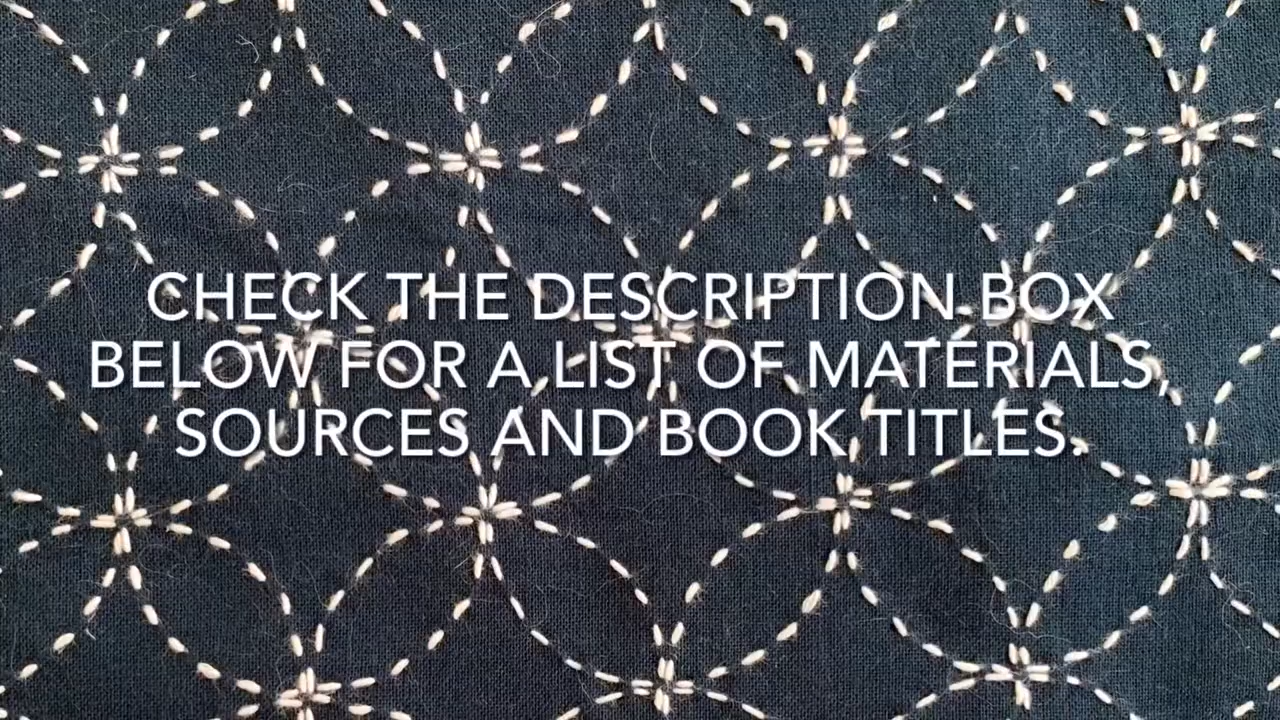 CHECK THE DESCRIPTION BOX
BELOW FOR A LIST OF MATERIALS,
SOURCES AND BOOK TITLES.